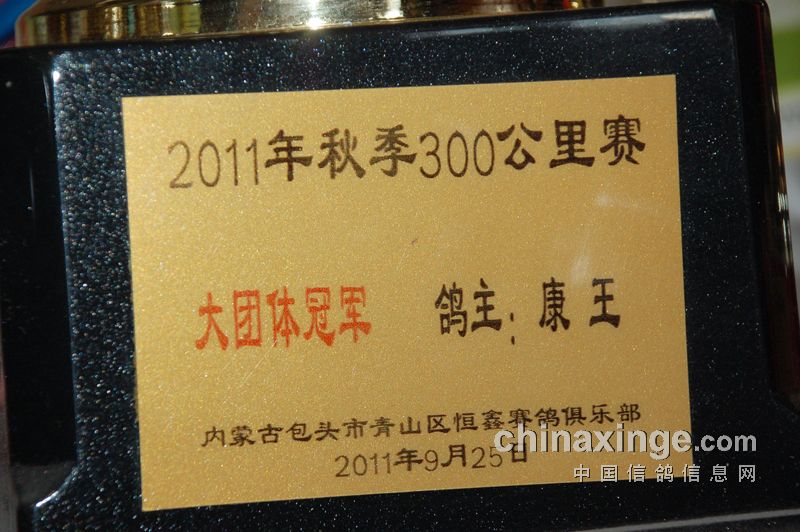 2011年秋季300公里赛
大团体冠军 鸽主：康王
内蒙古包头市青山区恒鑫赛鸽俱乐部
2011年9月25日
chinaxinge.com
中国信鸽信息网